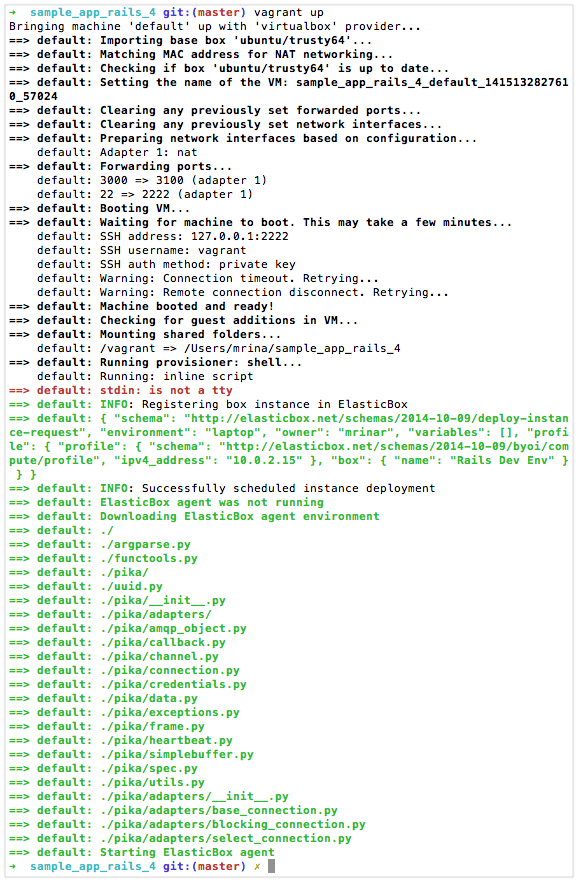 ➜  sample_app_rails_4 git:(master) vagrant up
Bringing machine 'default' up with 'virtualbox' provider...
==> default: Importing base box 'ubuntu/trusty64'...
==> default: Matching MAC address for NAT networking...
==> default: Checking if box 'ubuntu/trusty64' is up to date...
==> default: Setting the name of the VM: sample_app_rails_4_default_141513282761
0_57024
==> default: Clearing any previously set forwarded ports...
==> default: Clearing any previously set network interfaces...
==> default: Preparing network interfaces based on configuration...
    default: Adapter 1: nat
==> default: Forwarding ports...
    default: 3000 => 3100 (adapter 1)
    default: 22 => 2222 (adapter 1)
==> default: Booting VM...
==> default: Waiting for machine to boot. This may take a few minutes...
    default: SSH address: 127.0.0.1:2222
    default: SSH username: vagrant
    default: SSH auth method: private key
    default: Warning: Connection timeout. Retrying...
    default: Warning: Remote connection disconnect. Retrying...
==> default: Machine booted and ready!
==> default: Checking for guest additions in VM...
==> default: Mounting shared folders...
    default: /vagrant => /Users/mrina/sample_app_rails_4
==> default: Running provisioner: shell...
    default: Running: inline script
==> default: stdin: is not a tty
==> default: INFO: Registering box instance in ElasticBox
==> default: { "schema": "http://elasticbox.net/schemas/2014-10-09/deploy-instan
ce-request", "environment": "laptop", "owner": "mrinar", "variables": [], "profi
le": { "profile": { "schema": "http://elasticbox.net/schemas/2014-10-09/byoi/com
pute/profile", "ipv4_address": "10.0.2.15" }, "box": { "name": "Rails Dev Env" }
 } }
==> default: INFO: Successfully scheduled instance deployment
==> default: ElasticBox agent was not running
==> default: Downloading ElasticBox agent environment
==> default: ./
==> default: ./argparse.py
==> default: ./functools.py
==> default: ./pika/
==> default: ./uuid.py
==> default: ./pika/__init__.py
==> default: ./pika/adapters/
==> default: ./pika/amqp_object.py
==> default: ./pika/callback.py
==> default: ./pika/channel.py
==> default: ./pika/connection.py
==> default: ./pika/credentials.py
==> default: ./pika/data.py
==> default: ./pika/exceptions.py
==> default: ./pika/frame.py
==> default: ./pika/heartbeat.py
==> default: ./pika/simplebuffer.py
==> default: ./pika/spec.py
==> default: ./pika/utils.py
==> default: ./pika/adapters/__init__.py
==> default: ./pika/adapters/base_connection.py
==> default: ./pika/adapters/blocking_connection.py
==> default: ./pika/adapters/select_connection.py
==> default: Starting ElasticBox agent
➜  sample_app_rails_4 git:(master) ✗